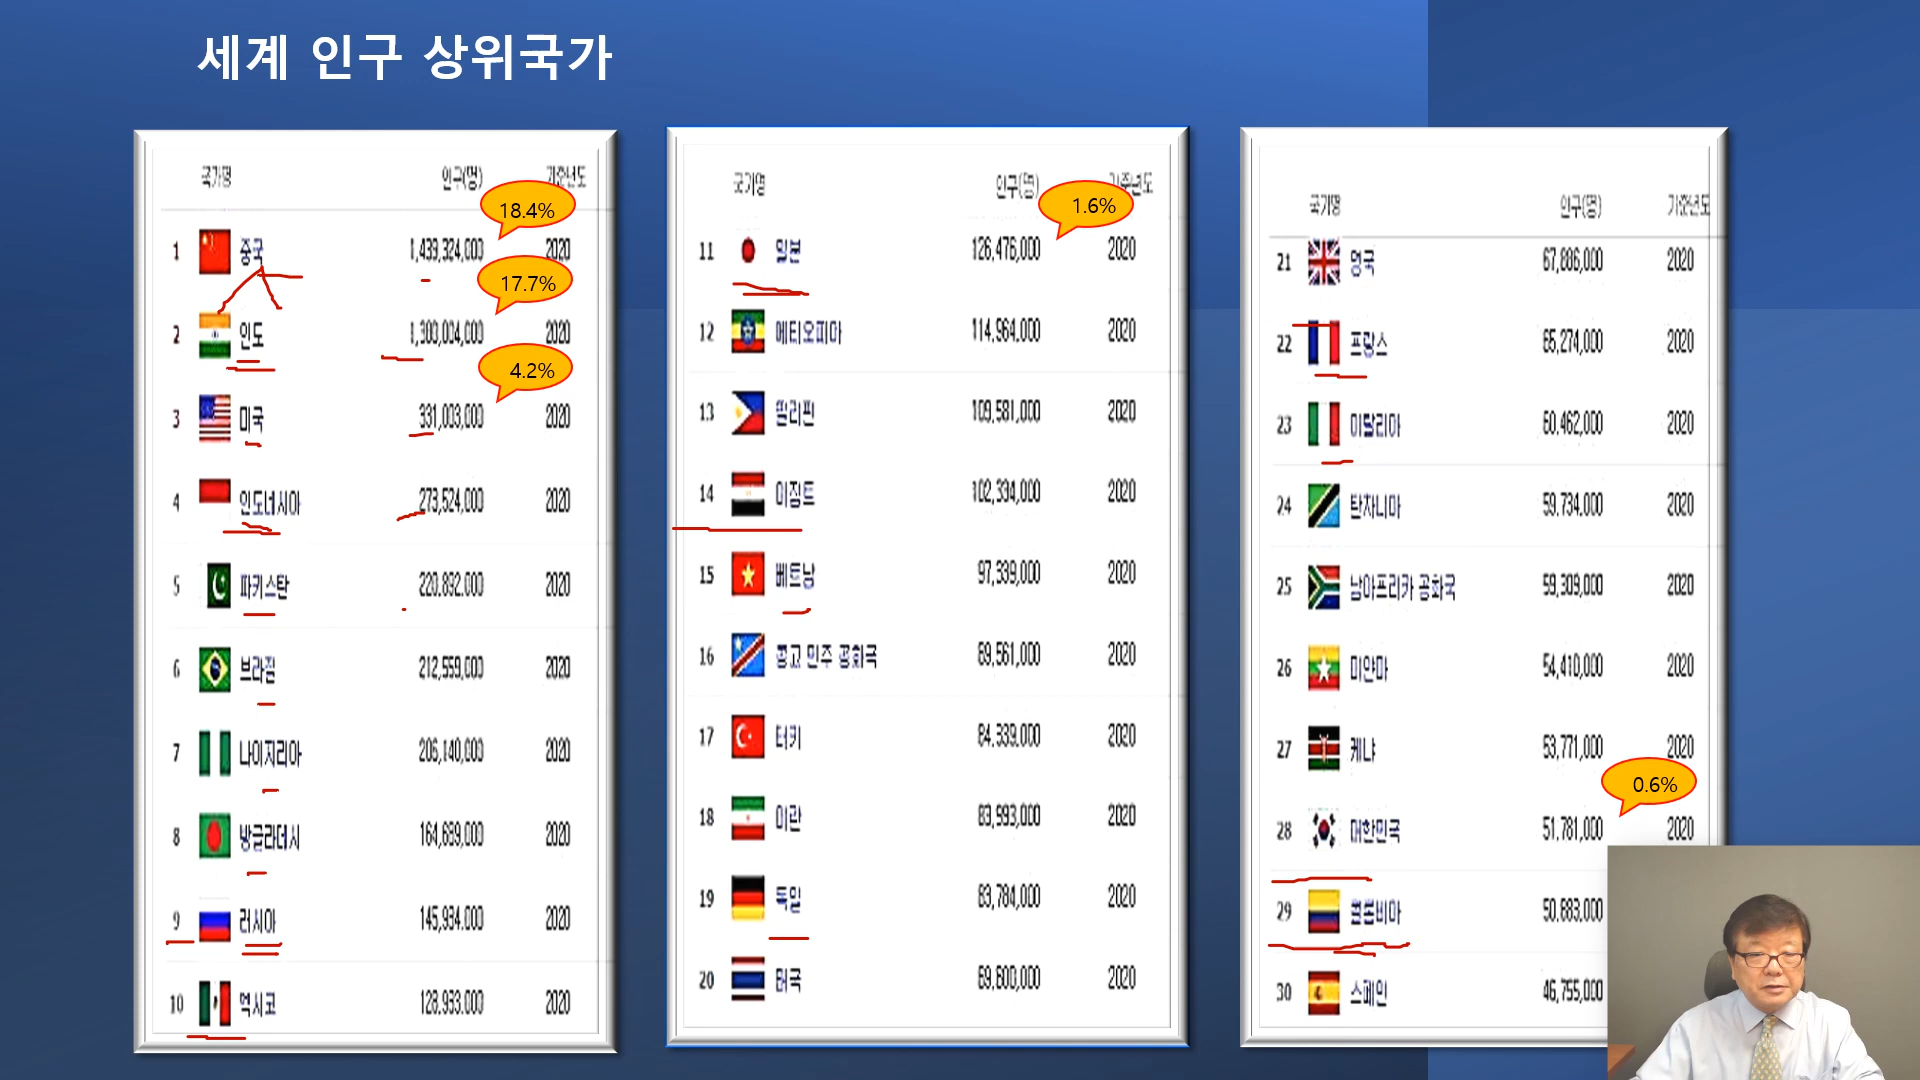 세계 인구 상위국가
국가명 인구(명) 기준년도
18.4%
1 중국 1,439,324,000 2020
17.7%
2 인도 1,380,004,000 2020
4.2%
3 미국 331,003,000 2020
4 인도네시아 273,524,000 2020
5 파키스탄 220,892,000 2020
6 브라질 212,559,000 2020
7 나이지리아 206,140,000 2020
8 방글라데시 164,689,000 2020
9 러시아 145,934,000 2020
10 멕시코 128,933,000 2020
국가명 인구(명) 기준년도
1.6%
11 일본 126,476,000 2020
12 에티오피아 114,964,000 2020
13 필리핀 109,581,000 2020
14 이집트 102,334,000 2020
15 베트남 97,339,000 2020
16 콩고 민주 공화국 89,561,000 2020
17 터키 84,339,000 2020
18 이란 83,993,000 2020
19 독일 83,784,000 2020
20 태국 69,800,000 2020
국가명 인구(명) 기준년도
21 영국 67,886,000 2020
22 프랑스 65,274,000 2020
23 이탈리아 60,462,000 2020
24 탄자니아 59,734,000 2020
25 남아프리카 공화국 59,309,000 2020
26 미얀마 54,410,000 2020
27 케냐 53,771,000 2020
0.6%
28 대한민국 51,781,000 2020
29 콜롬비아 50,883,000
30 스페인 46,755,000